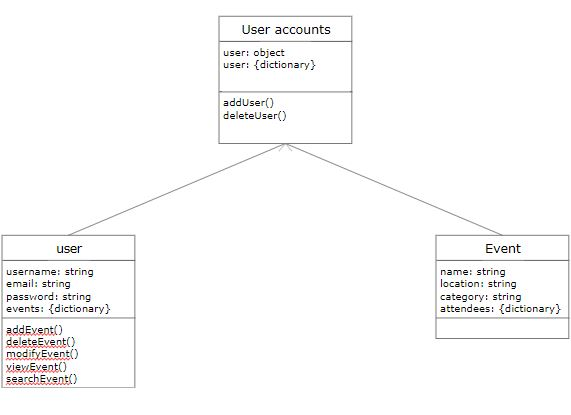 User accounts
user: object
user: {dictionary}
addUser()
deleteUser()
user
username: string
email: string
password: string
events: {dictionary}
addEvent()
deleteEvent()
modifyEvent()
viewEvent()
searchEvent()
Event
name: string
location: string
category: string
attendees: {dictionary}